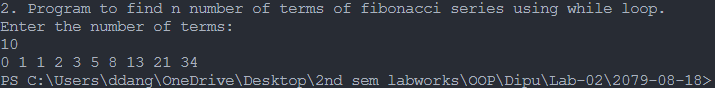 2. Program to find n number of terms of fibonacci series using while loop.
Enter the number of terms:
10
0 1 1 2 3 5 8 13 21 34
PS C:\Users\ddang\OneDrive\Desktop\2nd sem labworks\OOP\Dipu\Lab-02\2079-08-18>